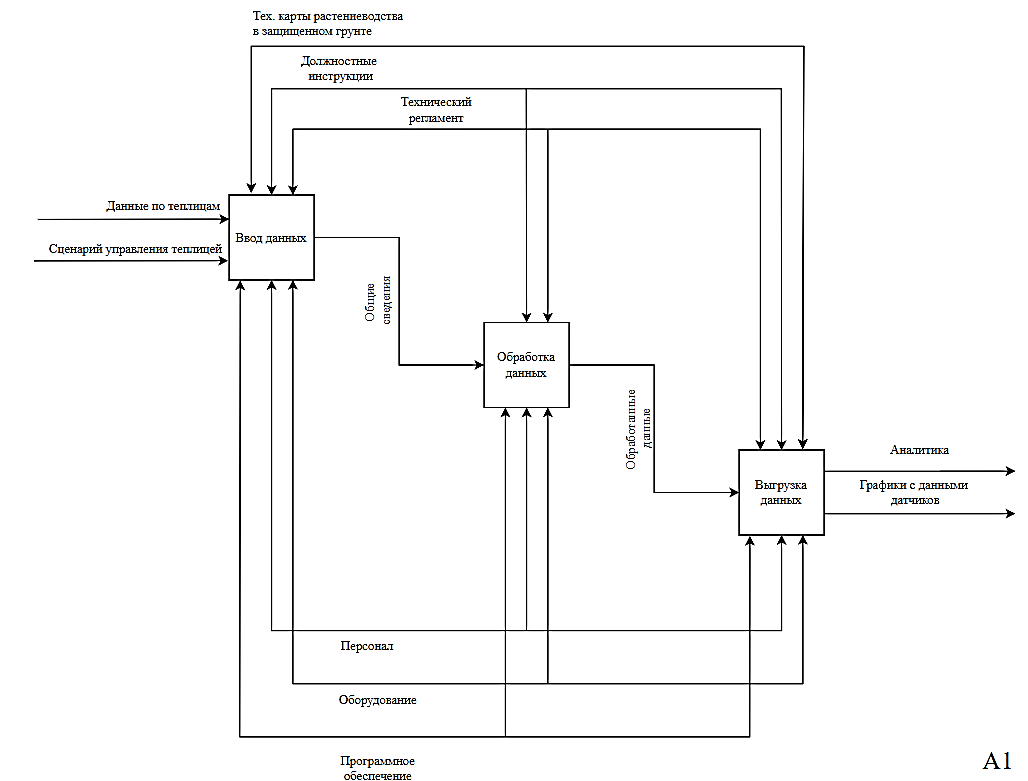 Тех. карты растениеводства
в защищенном грунте
Должностные
инструкции
Технический
регламент
Данные по теплицам
Сценарий управления теплицей
Ввод данных
Общие
сведения
Обработка
данных
Обработанные
данные
Выгрузка
данных
Аналитика
Графики с данными
датчиков
Персонал
Оборудование
Программное
обеспечение
А1